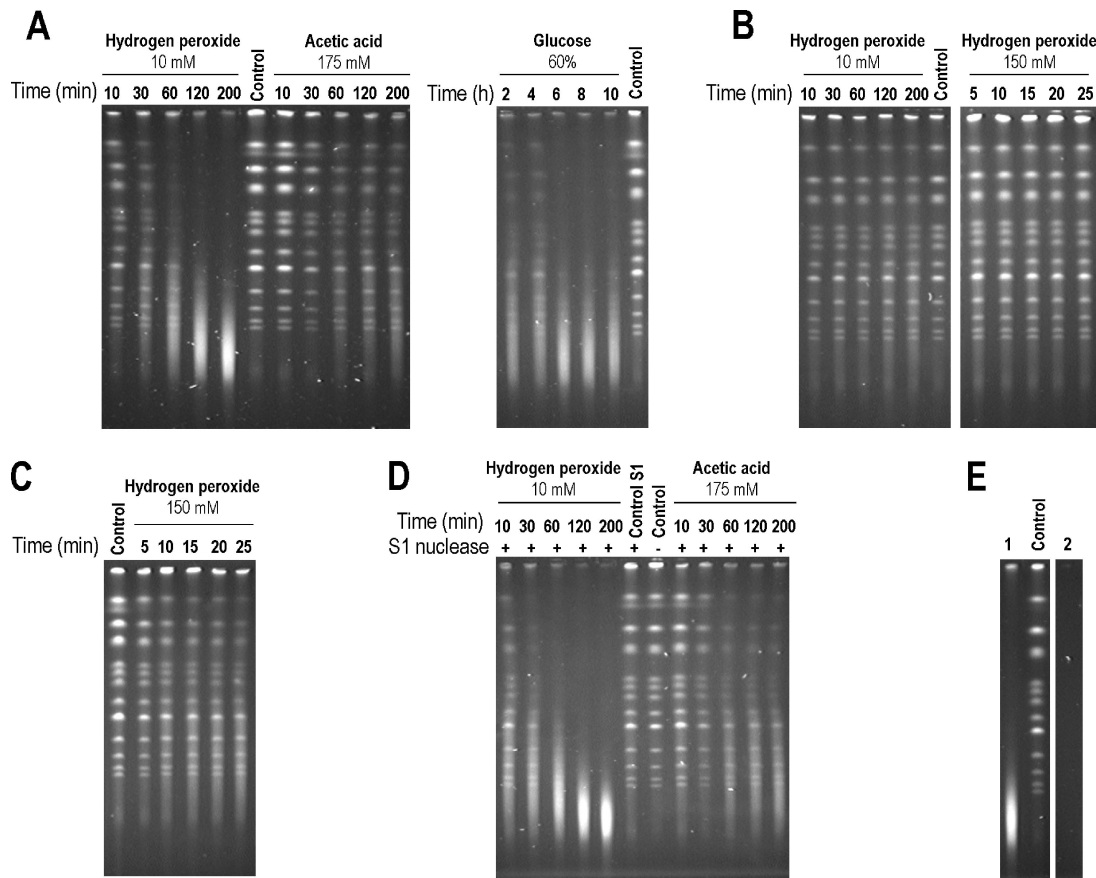 A
Hydrogen peroxide
10 mM
Control
Acetic acid
175 mM
Time (min) 10 30 60 120 200 10 30 60 120 200
Glucose
60%
Control
Time (h) 2 4 6 8 10
B
Hydrogen peroxide
10 mM
Control
Hydrogen peroxide
150 mM
Time (min) 10 30 60 120 200 5 10 15 20 25
C
Control
Hydrogen peroxide
150 mM
Time (min) 5 10 15 20 25
D
Hydrogen peroxide
10 mM
Control S1
Control
Acetic acid
175 mM
Time (min) 10 30 60 120 200 10 30 60 120 200
S1 nuclease + + + + + + - + + + + +
E
1 Control 2